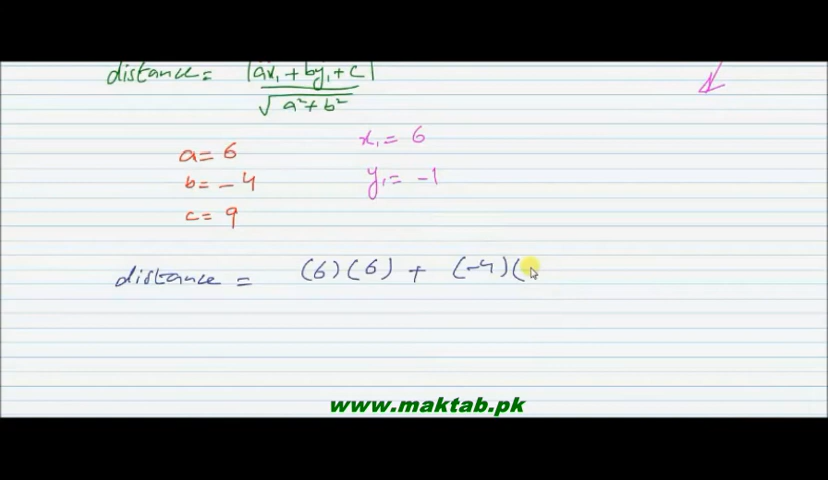 distance = |ax₁ + by₁ + c|
√a² + b²
a = 6
x₁ = 6
b = -4
y₁ = -1
c = 9
distance = (6)(6) + (-4)(
www.maktab.pk